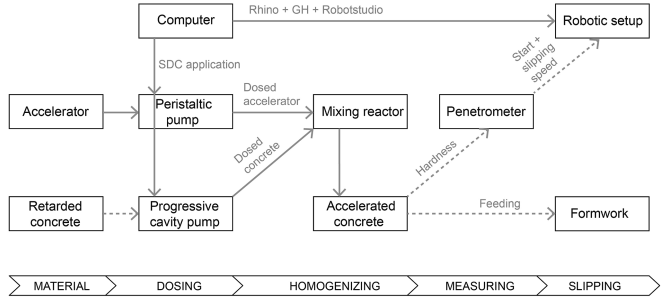 Rhino + GH + Robotstudio
Computer
Robotic setup
Start +
slipping
speed
SDC application
Dosed
accelerator
Accelerator
Peristaltic
pump
Mixing reactor
Penetrometer
Dosed
concrete
Hardness
Retarded
concrete
Progressive
cavity pump
Accelerated
concrete
Feeding
Formwork
MATERIAL
DOSING
HOMOGENIZING
MEASURING
SLIPPING